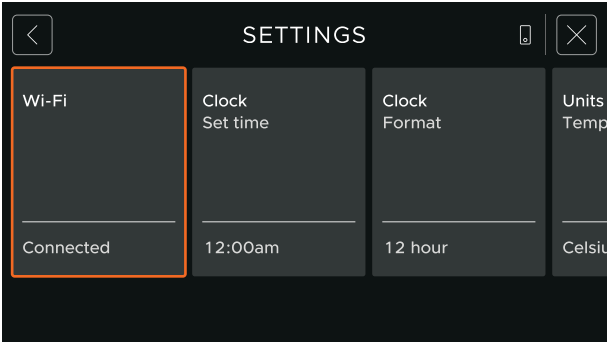 SETTINGS
Wi-Fi
Connected
Clock
Set time
12:00am
Clock
Format
12 hour
Units